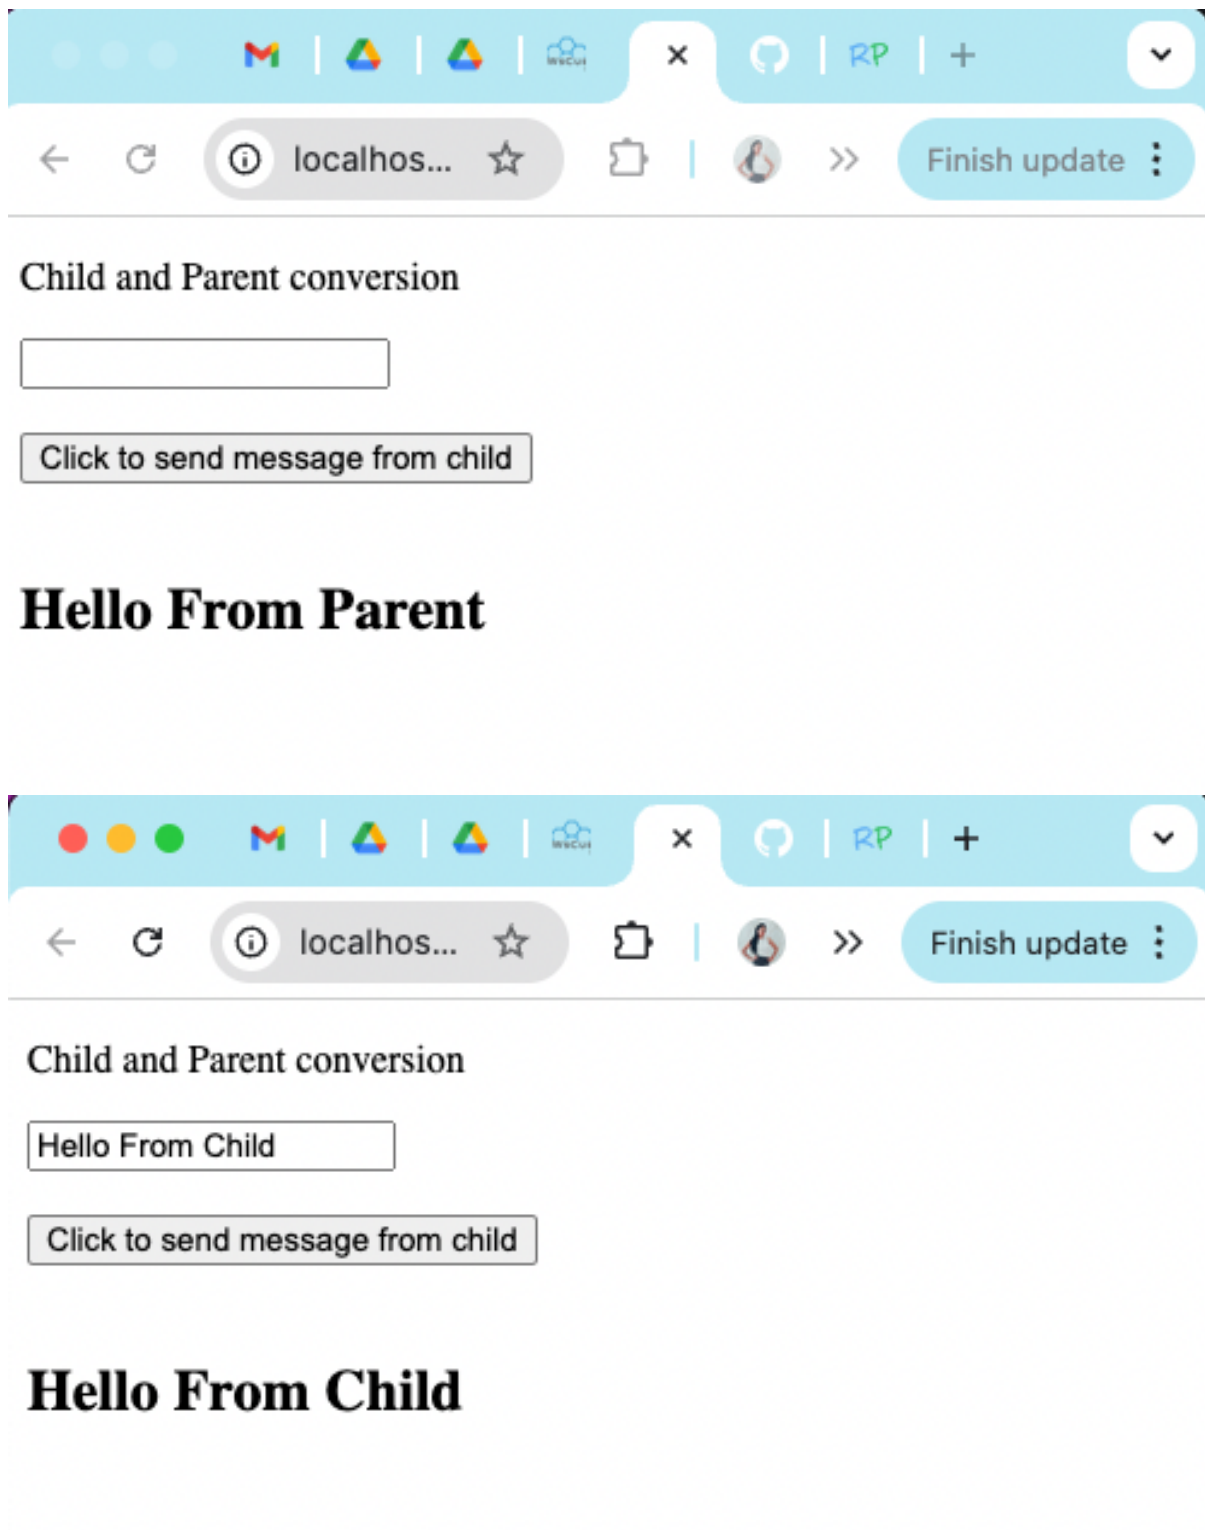 localhos...
Finish update
Child and Parent conversion
Click to send message from child
Hello From Parent
RP
localhos...
Finish update
Child and Parent conversion
Hello From Child
Click to send message from child
Hello From Child